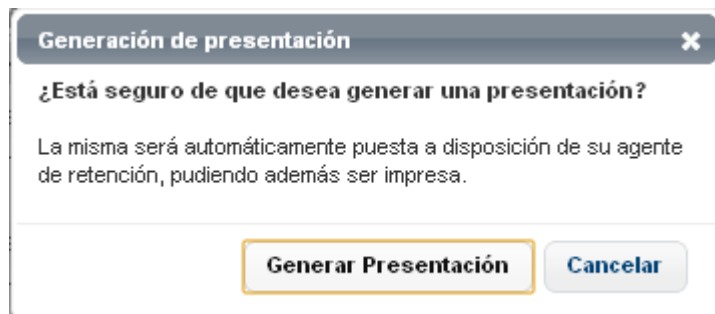 Generación de presentación
¿Está seguro de que desea generar una presentación?
La misma será automáticamente puesta a disposición de su agente
de retención, pudiendo además ser impresa.
Generar Presentación
Cancelar